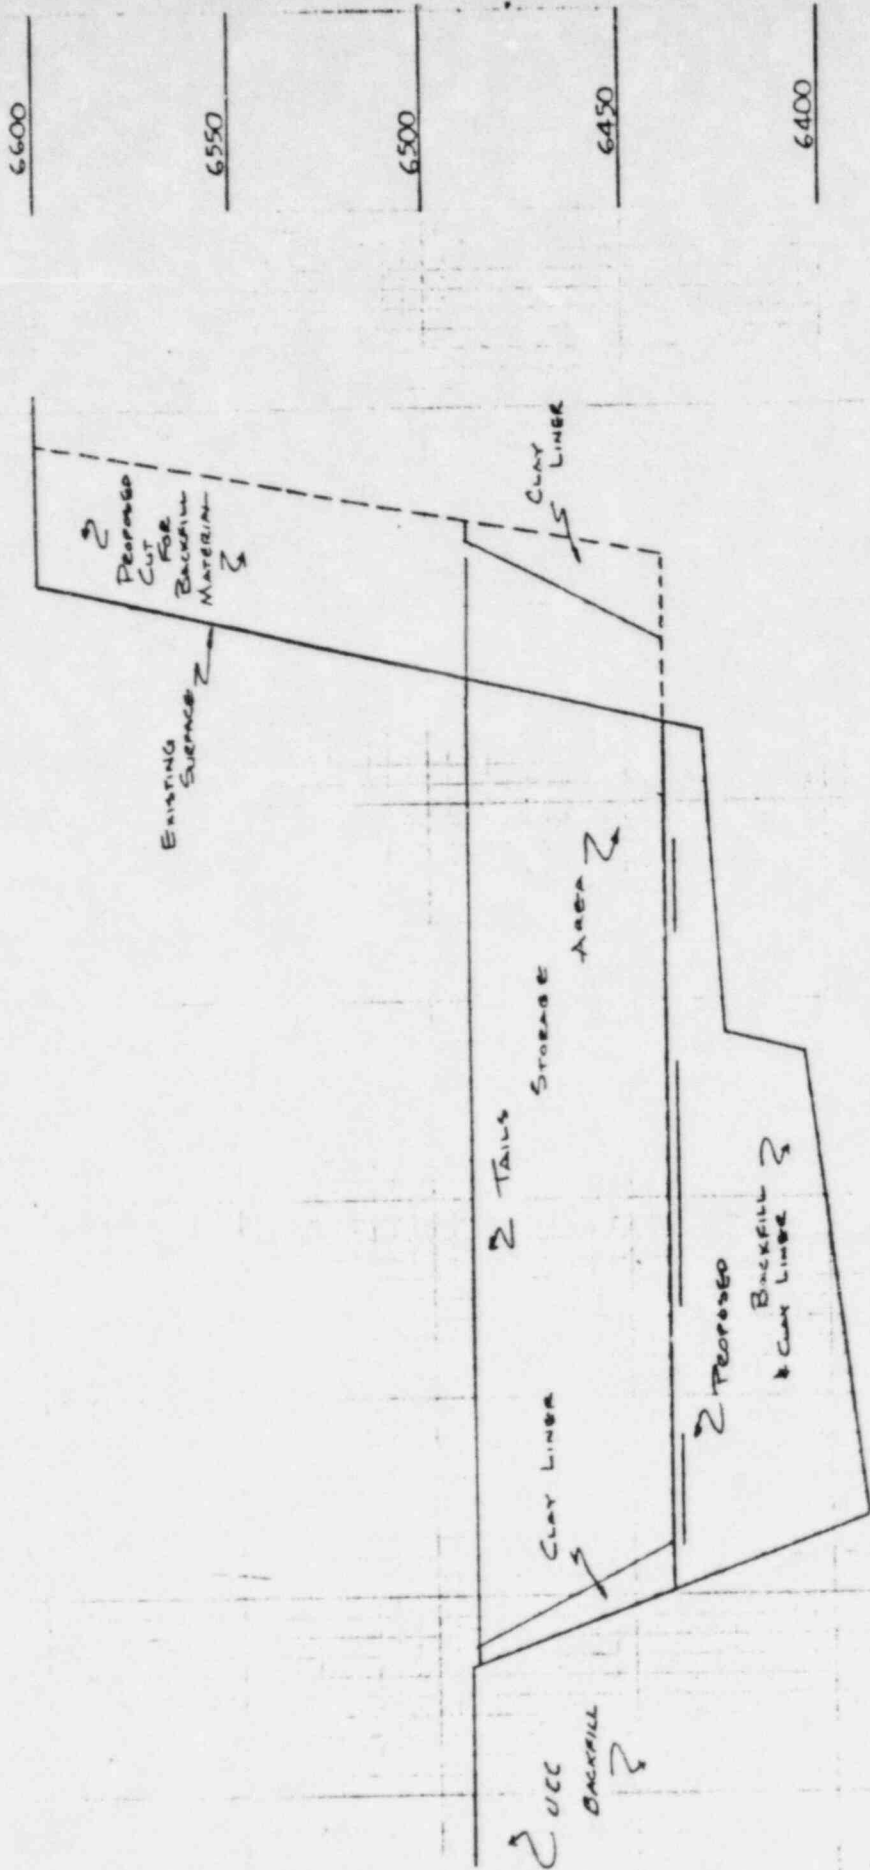 6600
6550
6500
6450
6400
PROPOSED
CUT
FOR
BACKFILL
MATERIAL
EXISTING
SURFACE
CLAY
LINER
TAILS
STORAGE
AREA
CLAY LINER
PROPOSED
BACKFILL
& CLAY LINER
UCC
BACKFILL